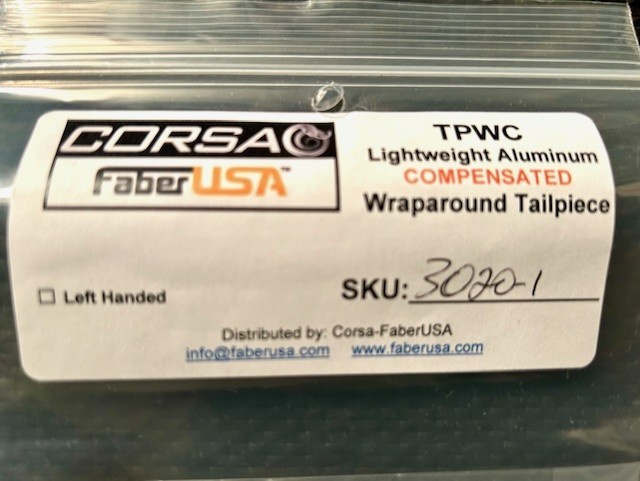 CORSA
FaberUSA™
TPWC
Lightweight Aluminum
COMPENSATED
Wraparound Tailpiece
☐ Left Handed
SKU: 3020-1
Distributed by: Corsa-FaberUSA
info@faberusa.com www.faberusa.com